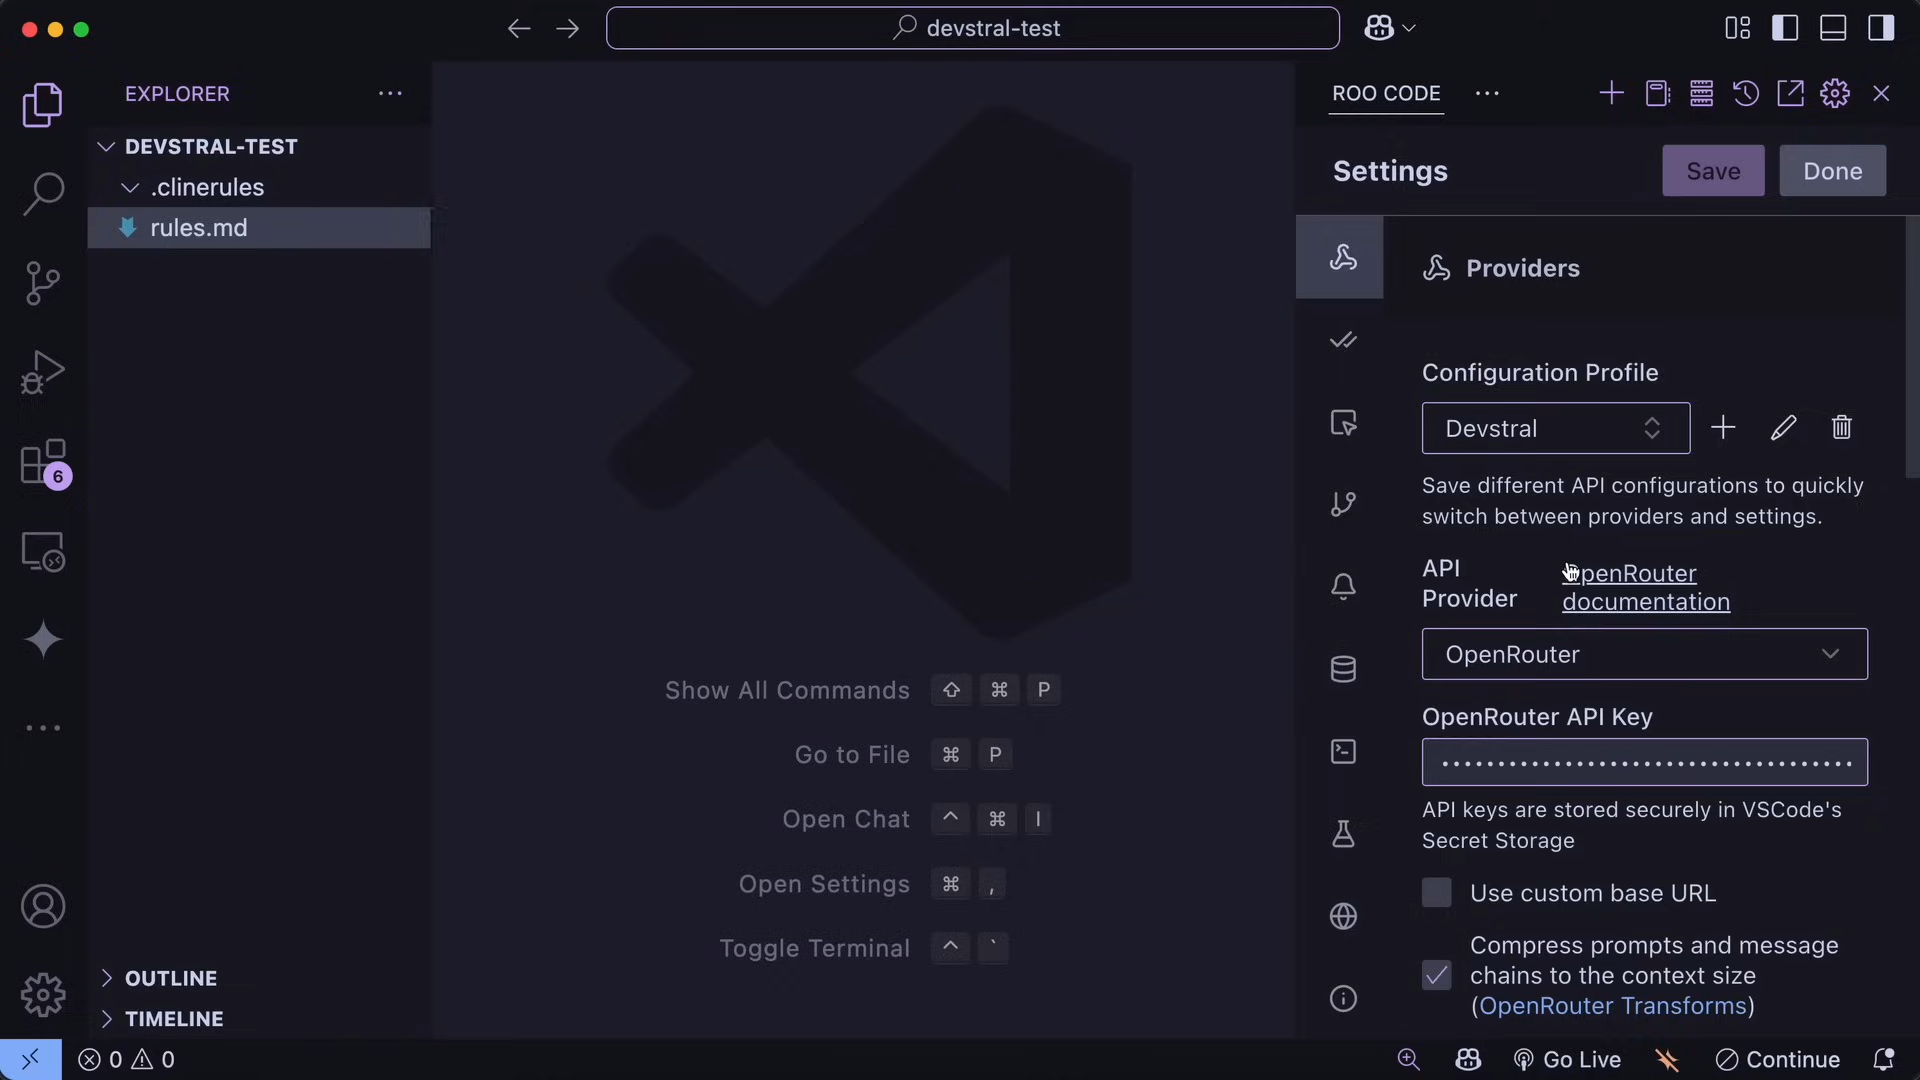 devstral-test
EXPLORER
DEVSTRAL-TEST
.clinerules
rules.md
6
OUTLINE
TIMELINE
Show All Commands ⇧ ⌘ P
Go to File ⌘ P
Open Chat ^ ⌘ I
Open Settings ⌘ ,
Toggle Terminal ^ `
ROO CODE
Settings
Save
Done
Providers
Configuration Profile
Devstral
Save different API configurations to quickly
switch between providers and settings.
API
Provider
OpenRouter
documentation
OpenRouter
OpenRouter API Key
API keys are stored securely in VSCode's
Secret Storage
Use custom base URL
Compress prompts and message
chains to the context size
(OpenRouter Transforms)
0 0
Go Live
Continue